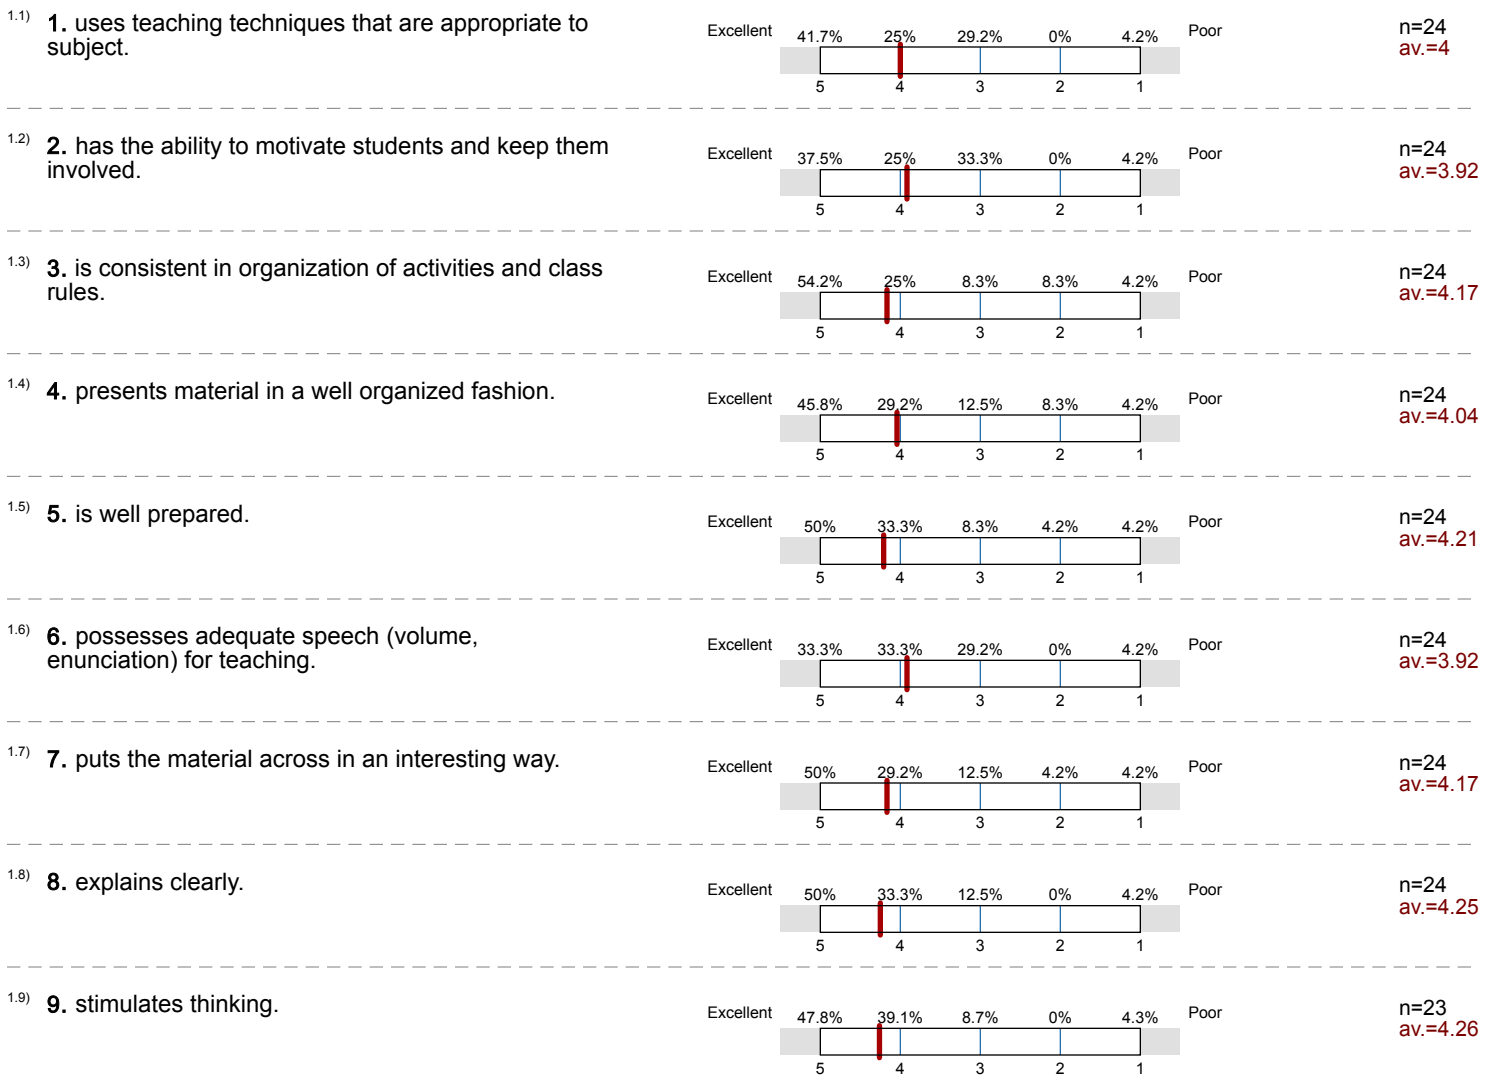 1.1) 1. uses teaching techniques that are appropriate to
subject.
Excellent 41.7% 25% 29.2% 0% 4.2% Poor
5 4 3 2 1
n=24
av.=4
1.2) 2. has the ability to motivate students and keep them
involved.
Excellent 37.5% 25% 33.3% 0% 4.2% Poor
5 4 3 2 1
n=24
av.=3.92
1.3) 3. is consistent in organization of activities and class
rules.
Excellent 54.2% 25% 8.3% 8.3% 4.2% Poor
5 4 3 2 1
n=24
av.=4.17
1.4) 4. presents material in a well organized fashion.
Excellent 45.8% 29.2% 12.5% 8.3% 4.2% Poor
5 4 3 2 1
n=24
av.=4.04
1.5) 5. is well prepared.
Excellent 50% 33.3% 8.3% 4.2% 4.2% Poor
5 4 3 2 1
n=24
av.=4.21
1.6) 6. possesses adequate speech (volume,
enunciation) for teaching.
Excellent 33.3% 33.3% 29.2% 0% 4.2% Poor
5 4 3 2 1
n=24
av.=3.92
1.7) 7. puts the material across in an interesting way.
Excellent 50% 29.2% 12.5% 4.2% 4.2% Poor
5 4 3 2 1
n=24
av.=4.17
1.8) 8. explains clearly.
Excellent 50% 33.3% 12.5% 0% 4.2% Poor
5 4 3 2 1
n=24
av.=4.25
1.9) 9. stimulates thinking.
Excellent 47.8% 39.1% 8.7% 0% 4.3% Poor
5 4 3 2 1
n=23
av.=4.26